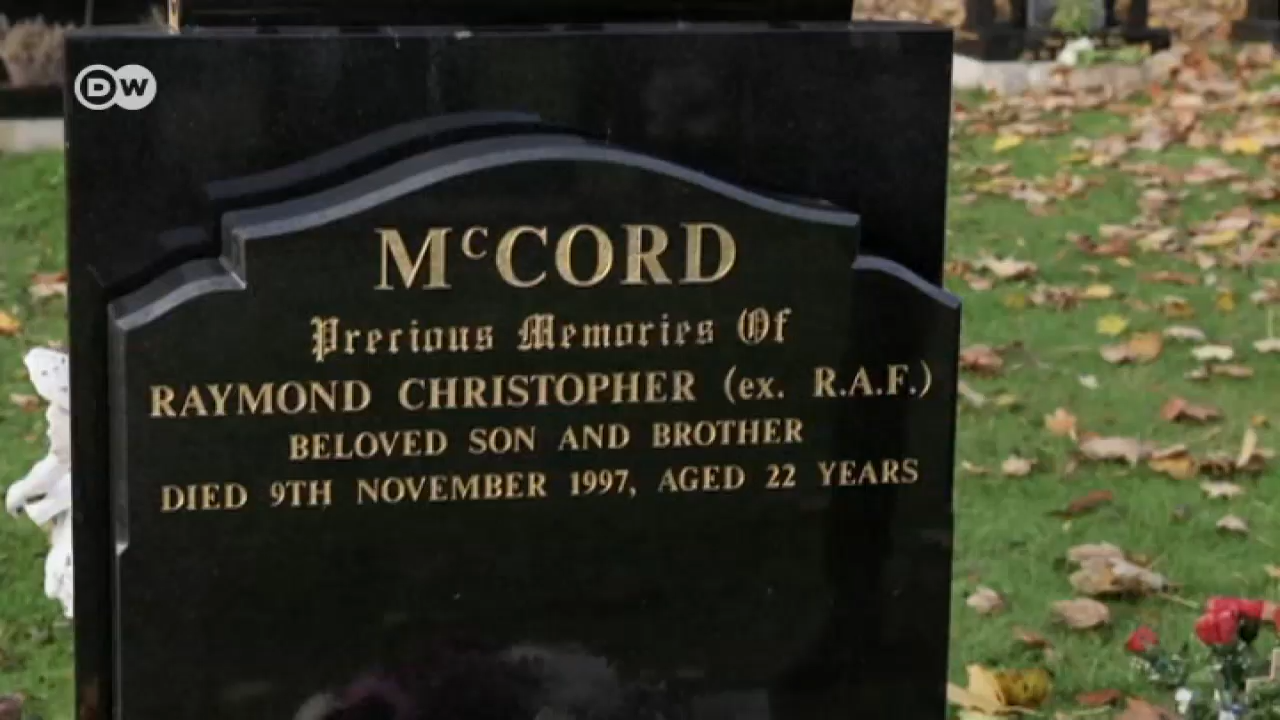 DW
McCORD
Precious Memories Of
RAYMOND CHRISTOPHER (ex. R.A.F.)
BELOVED SON AND BROTHER
DIED 9TH NOVEMBER 1997, AGED 22 YEARS